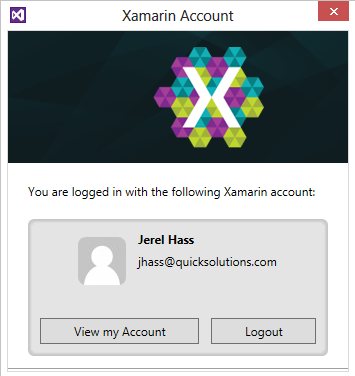 Xamarin Account
You are logged in with the following Xamarin account:
Jerel Hass
jhass@quicksolutions.com
View my Account
Logout